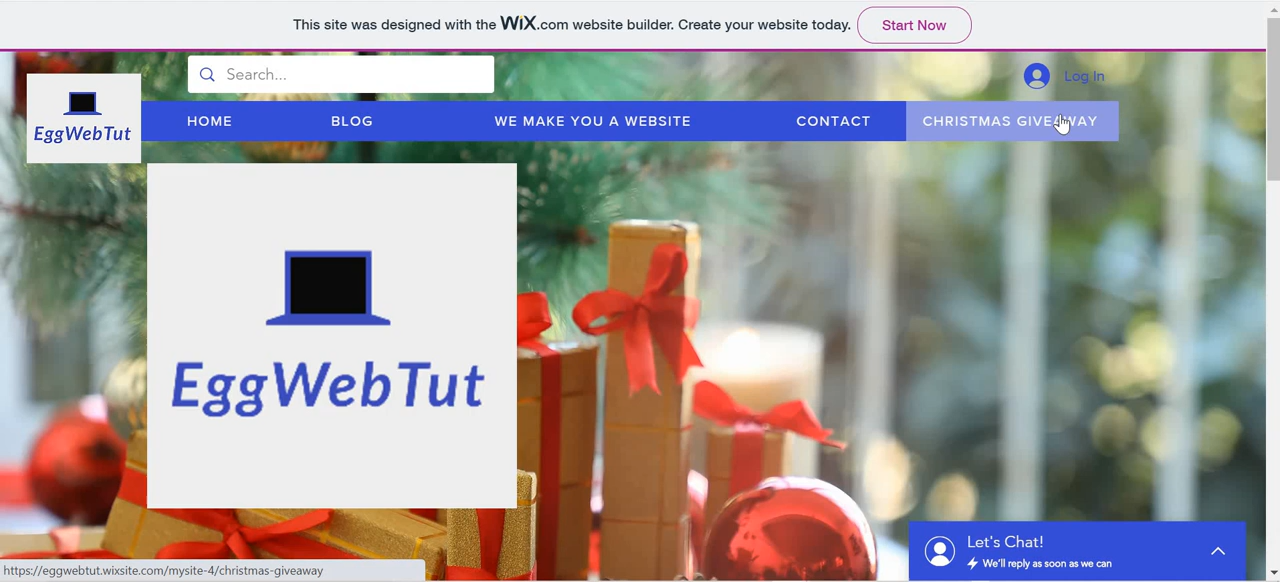 This site was designed with the WiX.com website builder. Create your website today. Start Now
Search...
Log In
EggWebTut
HOME BLOG WE MAKE YOU A WEBSITE CONTACT CHRISTMAS GIVEAWAY
EggWebTut
Let's Chat!
We'll reply as soon as we can
https://eggwebtut.wixsite.com/mysite-4/christmas-giveaway